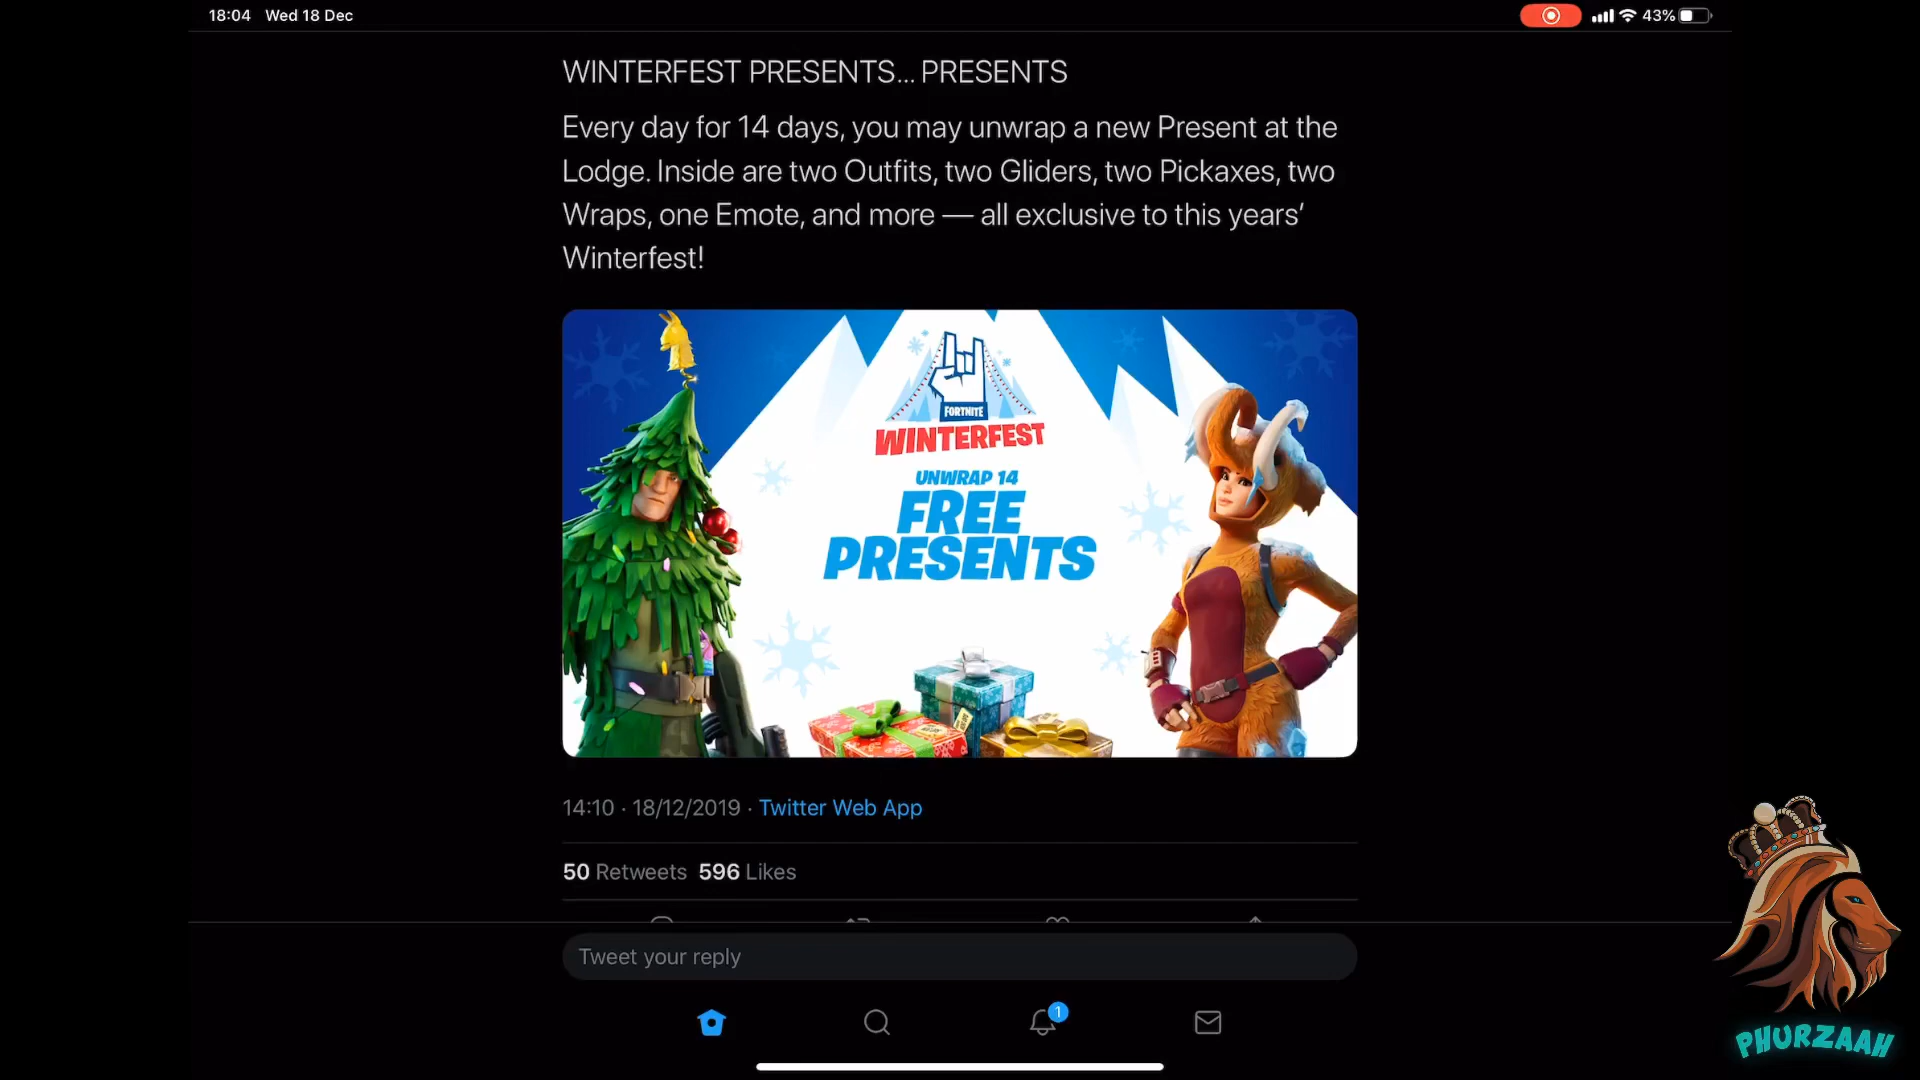 18:04 Wed 18 Dec
43%
WINTERFEST PRESENTS... PRESENTS
Every day for 14 days, you may unwrap a new Present at the
Lodge. Inside are two Outfits, two Gliders, two Pickaxes, two
Wraps, one Emote, and more — all exclusive to this years’
Winterfest!
FORTNITE
WINTERFEST
UNWRAP 14
FREE
PRESENTS
14:10 · 18/12/2019 · Twitter Web App
50 Retweets 596 Likes
Tweet your reply
1
PHURZAAH